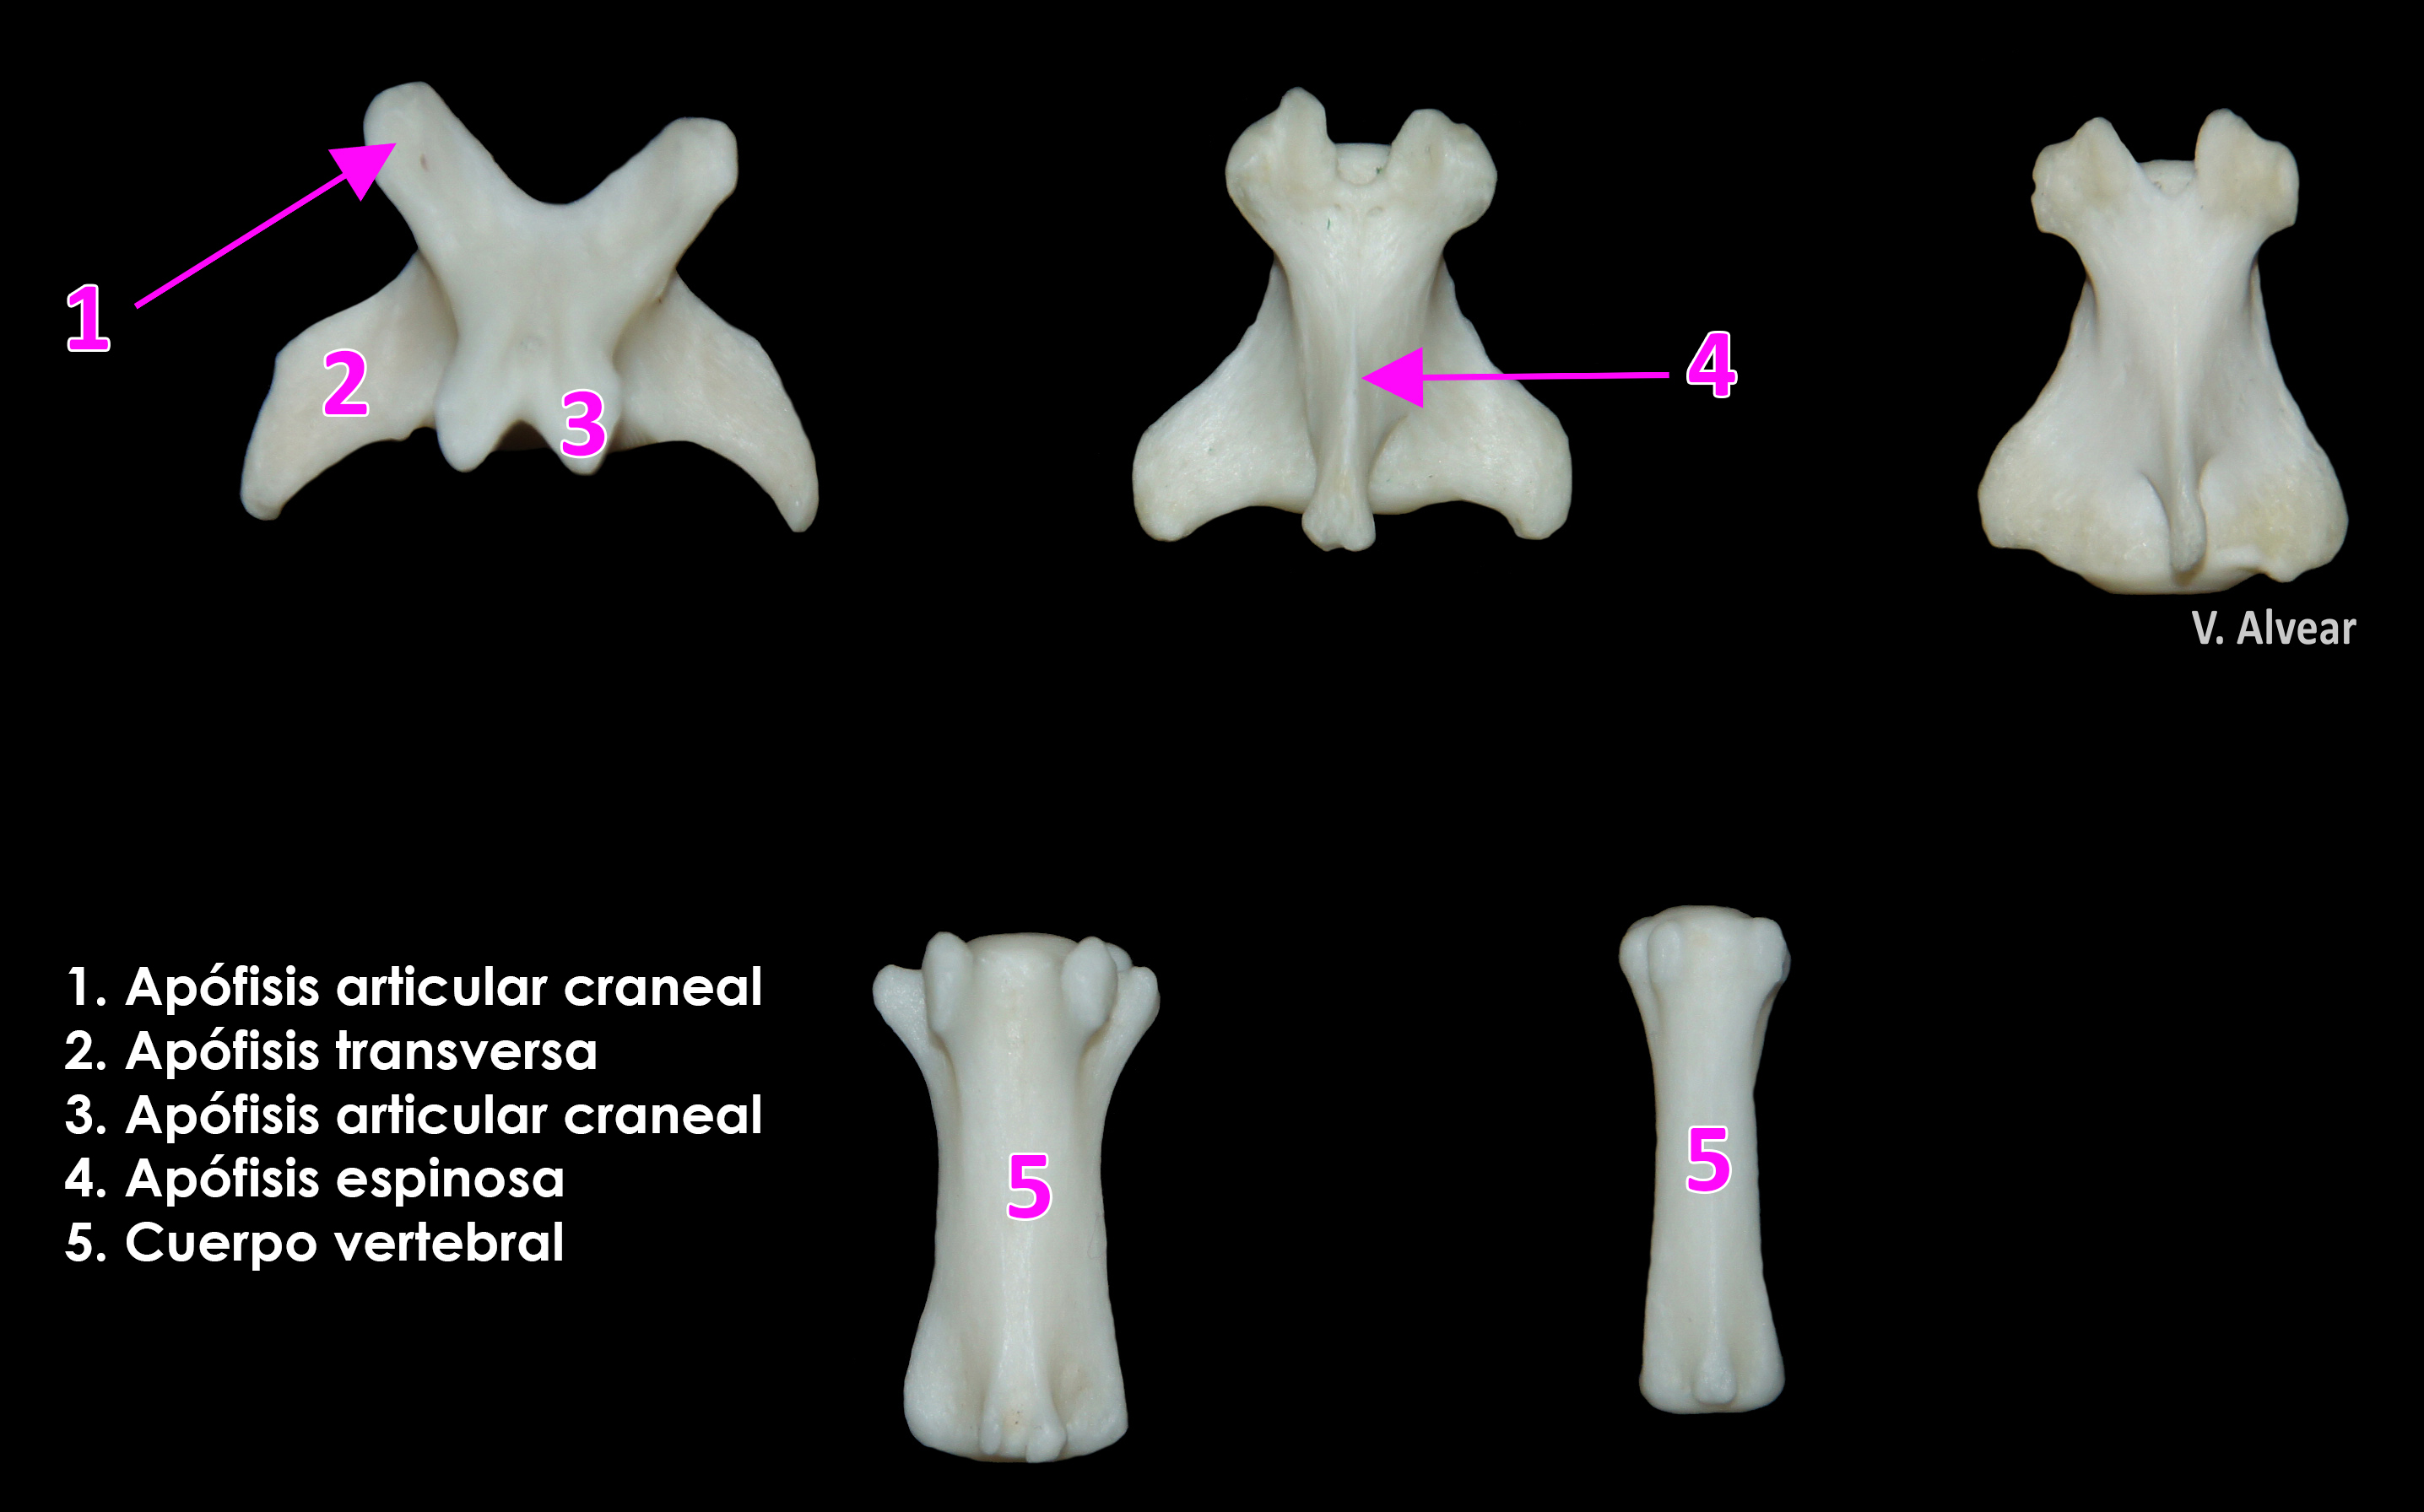 1
2
3
4
V. Alvear
1. Apófisis articular craneal
2. Apófisis transversa
3. Apófisis articular craneal
4. Apófisis espinosa
5. Cuerpo vertebral
5
5